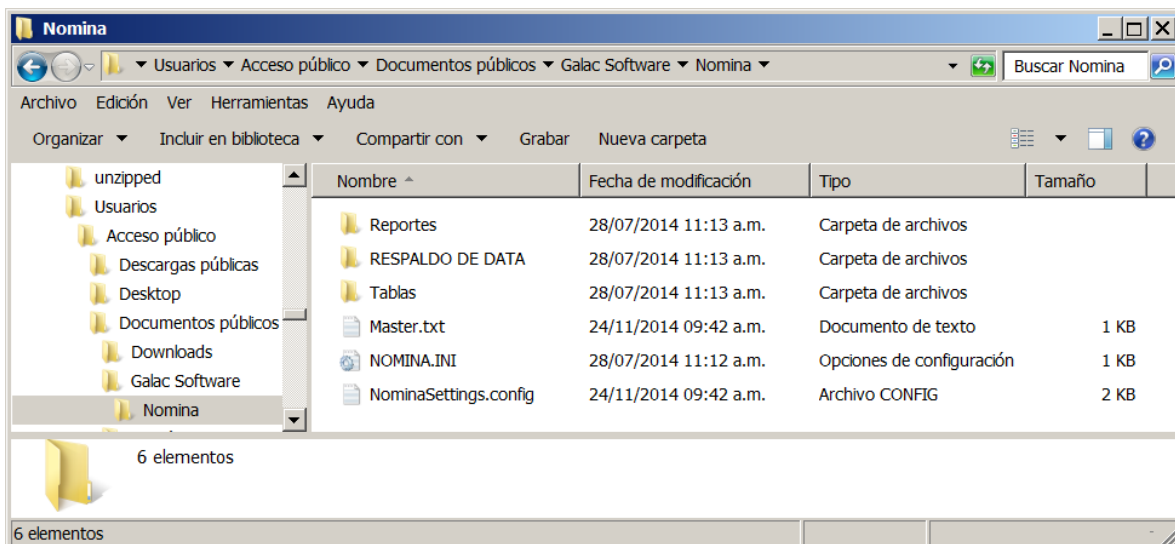 Nomina
Usuarios Acceso público Documentos públicos Galac Software Nomina Buscar Nomina
Archivo Edición Ver Herramientas Ayuda
Organizar Incluir en biblioteca Compartir con Grabar Nueva carpeta
unzipped
Usuarios
Acceso público
Descargas públicas
Desktop
Documentos públicos
Downloads
Galac Software
Nomina
Nombre Fecha de modificación Tipo Tamaño
Reportes 28/07/2014 11:13 a.m. Carpeta de archivos
RESPALDO DE DATA 28/07/2014 11:13 a.m. Carpeta de archivos
Tablas 28/07/2014 11:13 a.m. Carpeta de archivos
Master.txt 24/11/2014 09:42 a.m. Documento de texto 1 KB
NOMINA.INI 28/07/2014 11:12 a.m. Opciones de configuración 1 KB
NominaSettings.config 24/11/2014 09:42 a.m. Archivo CONFIG 2 KB
6 elementos
6 elementos